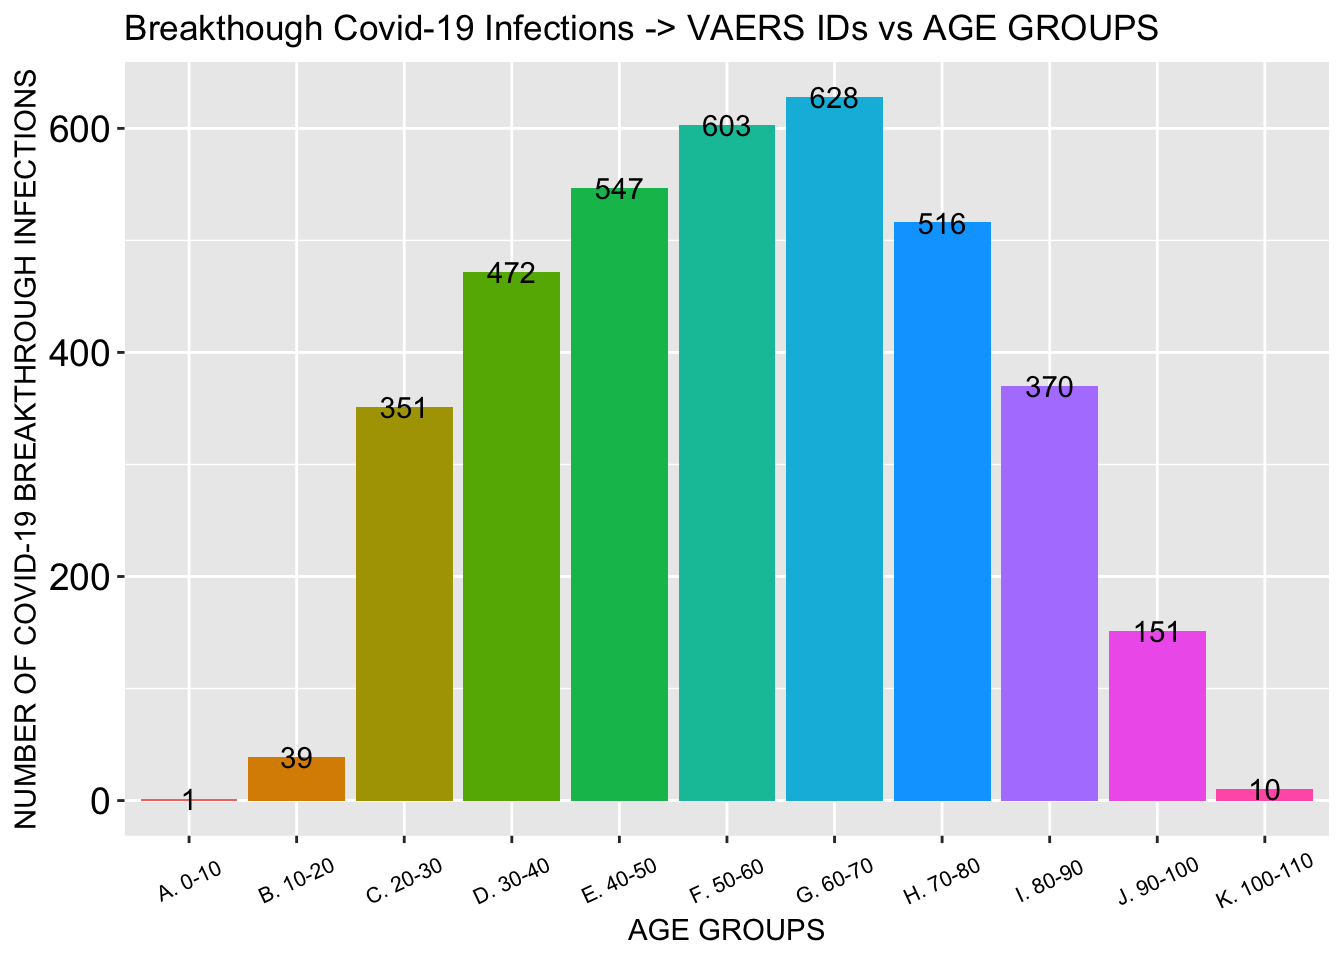 Breakthough Covid-19 Infections -> VAERS IDs vs AGE GROUPS
NUMBER OF COVID-19 BREAKTHROUGH INFECTIONS
600
400
200
0
1
39
351
472
547
603
628
516
370
151
10
A. 0-10
B. 10-20
C. 20-30
D. 30-40
E. 40-50
F. 50-60
G. 60-70
H. 70-80
I. 80-90
J. 90-100
K. 100-110
AGE GROUPS